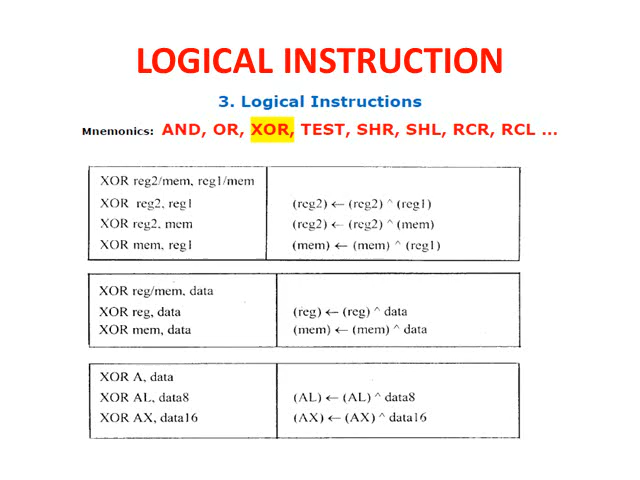 LOGICAL INSTRUCTION
3. Logical Instructions
Mnemonics: AND, OR, XOR, TEST, SHR, SHL, RCR, RCL ...
XOR reg2/mem, reg1/mem
XOR reg2, reg1 (reg2) ← (reg2) ^ (reg1)
XOR reg2, mem (reg2) ← (reg2) ^ (mem)
XOR mem, reg1 (mem) ← (mem) ^ (reg1)
XOR reg/mem, data
XOR reg, data (reg) ← (reg) ^ data
XOR mem, data (mem) ← (mem) ^ data
XOR A, data
XOR AL, data8 (AL) ← (AL) ^ data8
XOR AX, data16 (AX) ← (AX) ^ data16